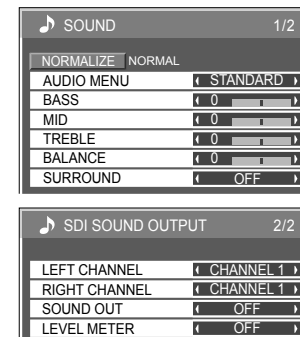 SOUND 1/2
NORMALIZE NORMAL
AUDIO MENU STANDARD
BASS 0
MID 0
TREBLE 0
BALANCE 0
SURROUND OFF
SDI SOUND OUTPUT 2/2
LEFT CHANNEL CHANNEL 1
RIGHT CHANNEL CHANNEL 1
SOUND OUT OFF
LEVEL METER OFF